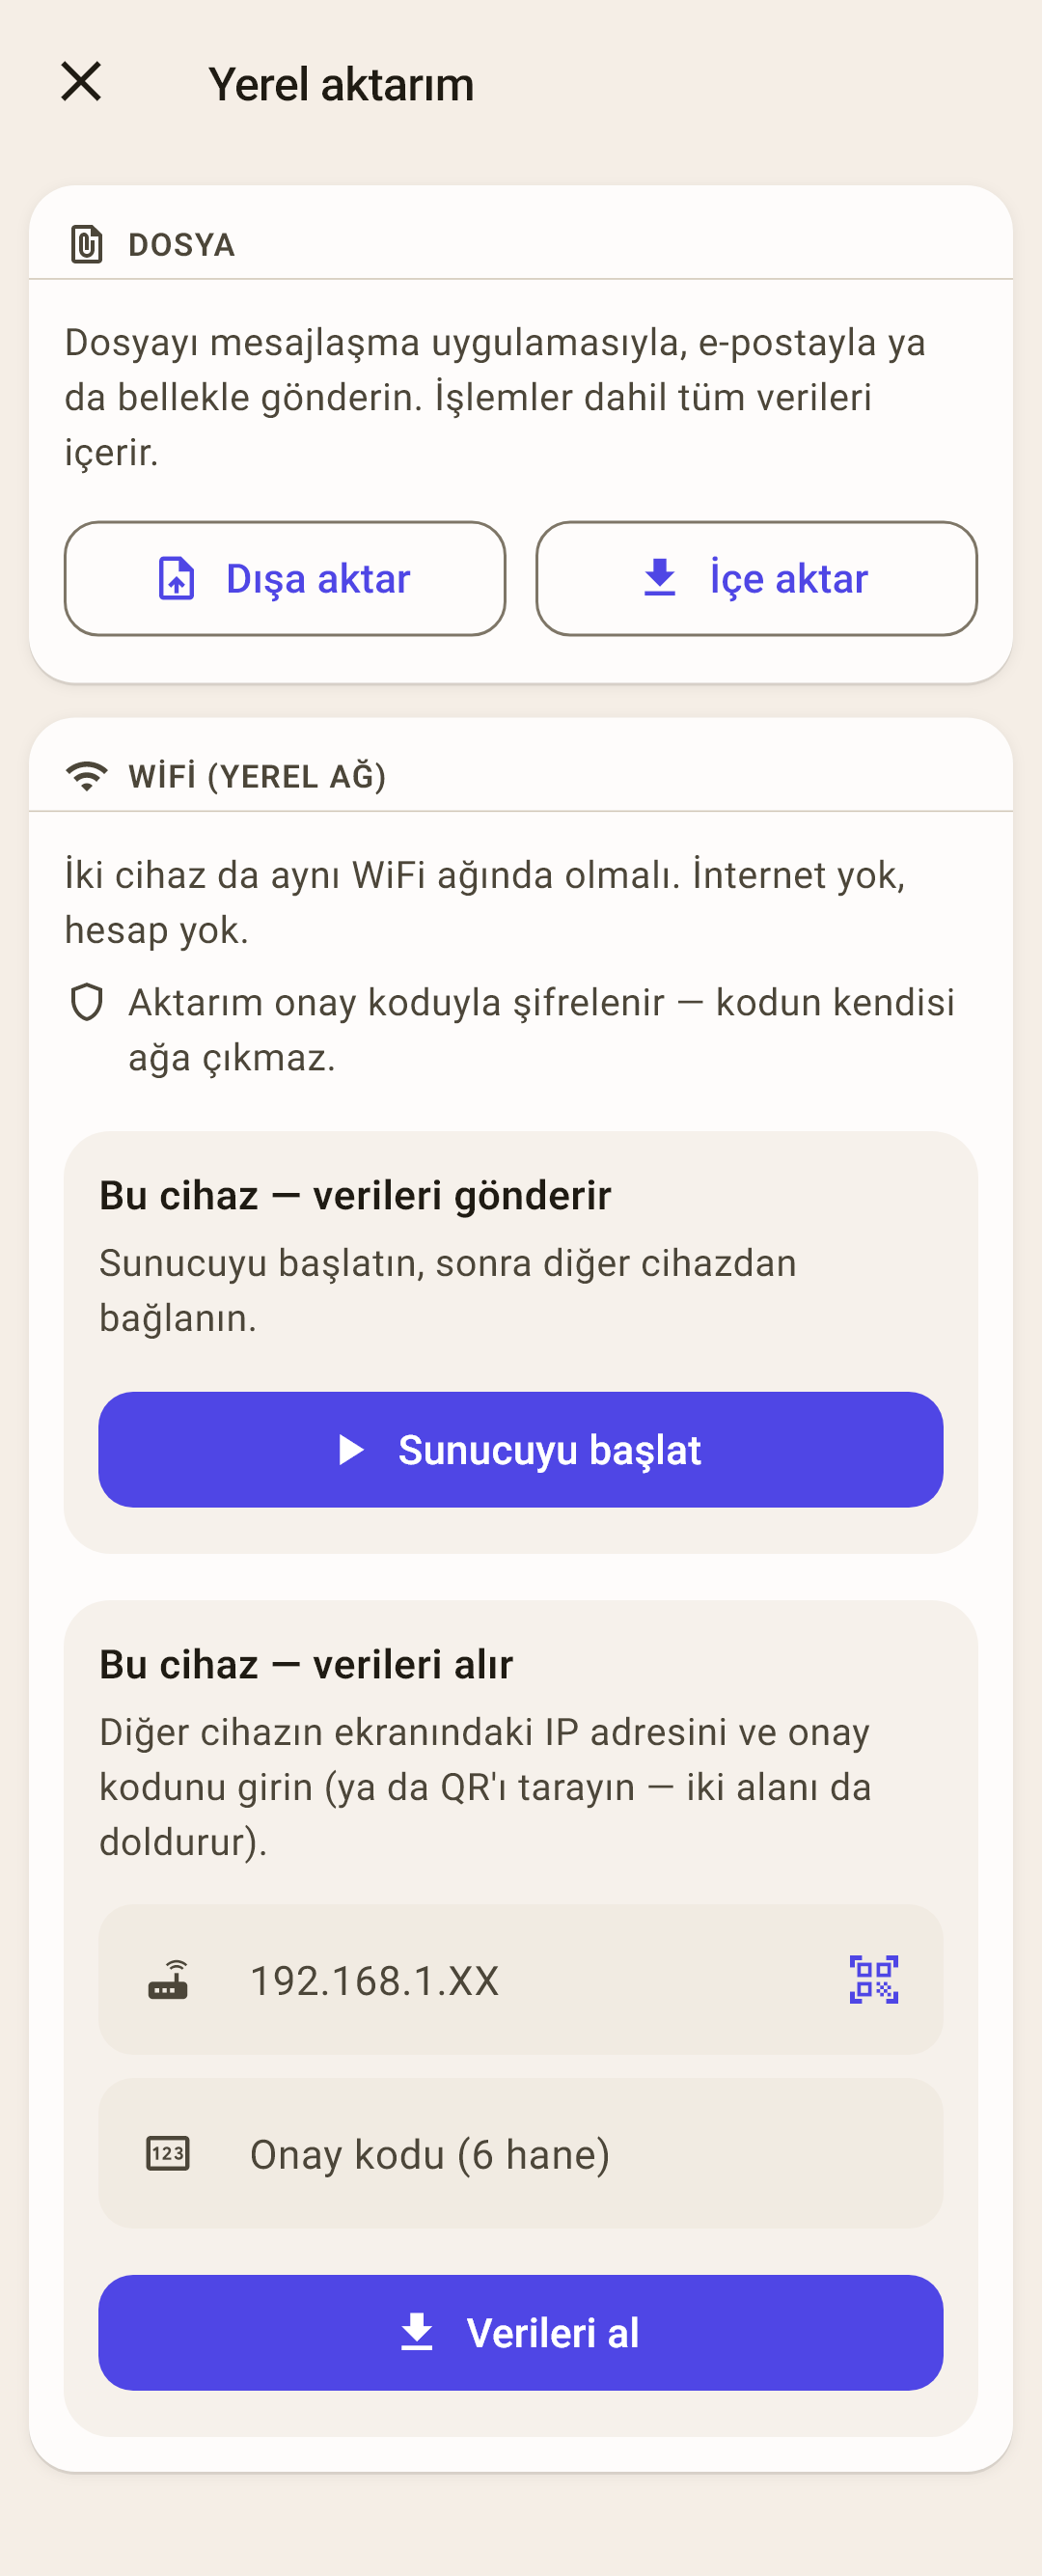 Yerel aktarım
DOSYA
Dosyayı mesajlaşma uygulamasıyla, e-postayla ya
da bellekle gönderin. İşlemler dahil tüm verileri
içerir.
Dışa aktar
İçe aktar
WİFİ (YEREL AĞ)
İki cihaz da aynı WiFi ağında olmalı. İnternet yok,
hesap yok.
Aktarım onay koduyla şifrelenir — kodun kendisi
ağa çıkmaz.
Bu cihaz — verileri gönderir
Sunucuyu başlatın, sonra diğer cihazdan
bağlanın.
Sunucuyu başlat
Bu cihaz — verileri alır
Diğer cihazın ekranındaki IP adresini ve onay
kodunu girin (ya da QR'ı tarayın — iki alanı da
doldurur).
192.168.1.XX
123
Onay kodu (6 hane)
Verileri al